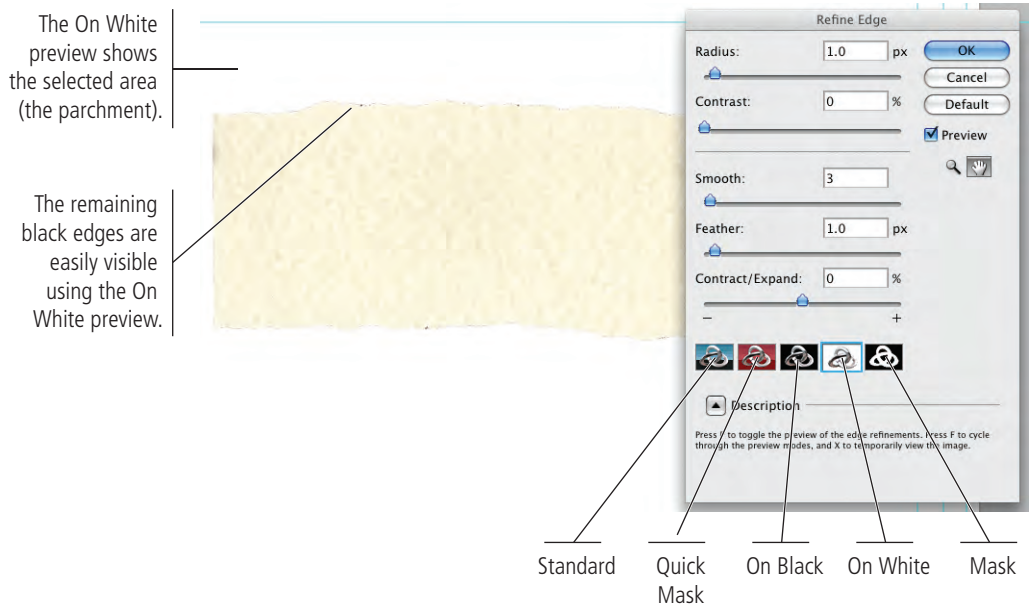 The On White
preview shows
the selected area
(the parchment).
The remaining
black edges are
easily visible
using the On
White preview.
Refine Edge
Radius: 1.0 px
OK
Cancel
Contrast: 0 %
Default
Preview
Smooth: 3
Feather: 1.0 px
Contract/Expand: 0 %
− +
Description
Press to toggle the preview of the edge refinements. Press F to cycle
through the preview modes, and X to temporarily view the image.
Standard
Quick
Mask
On Black
On White
Mask